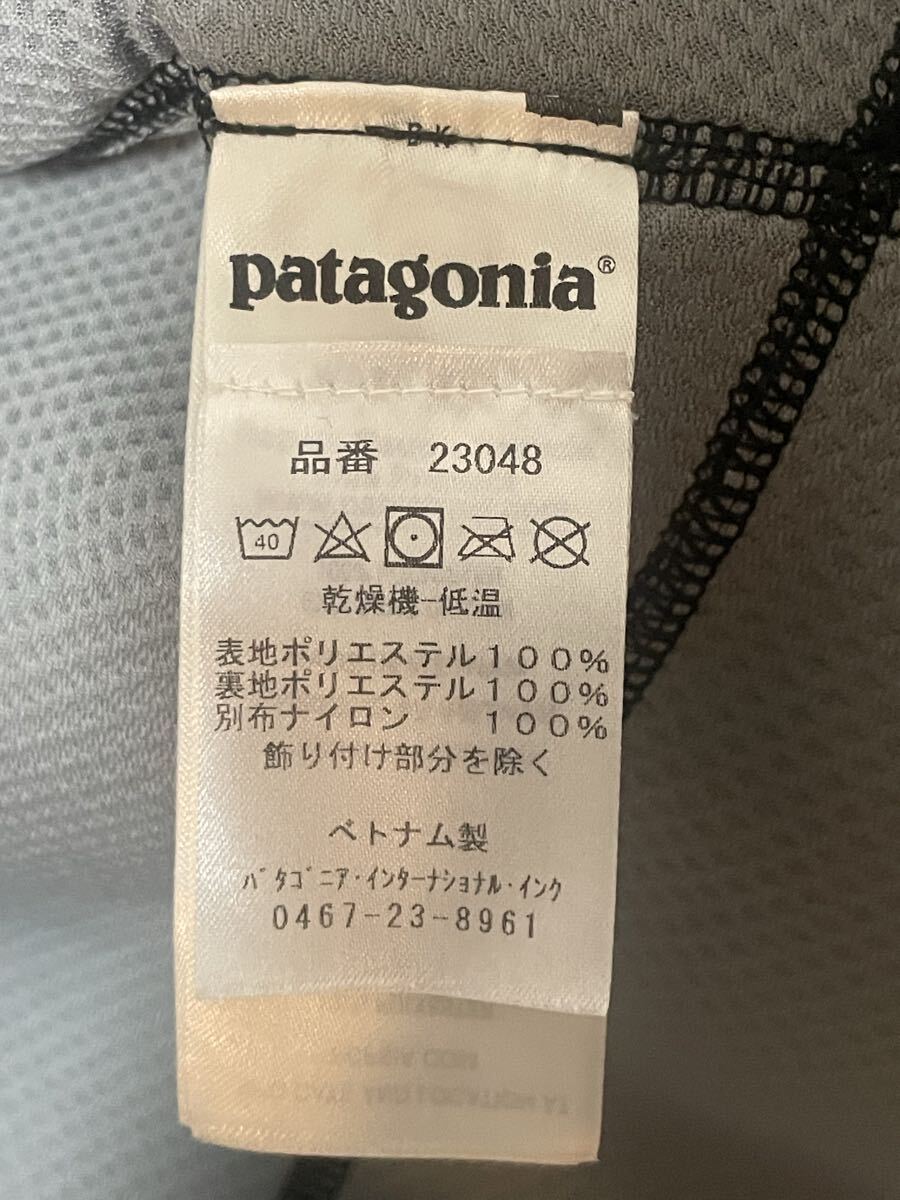 B-K
patagonia®
品番 23048
40
乾燥機-低温
表地ポリエステル100%
裏地ポリエステル100%
別布ナイロン 100%
飾り付け部分を除く
ベトナム製
ﾊﾟﾀｺﾞﾆｱ・ｲﾝﾀｰﾅｼｮﾅﾙ・ｲﾝｸ
0467-23-8961